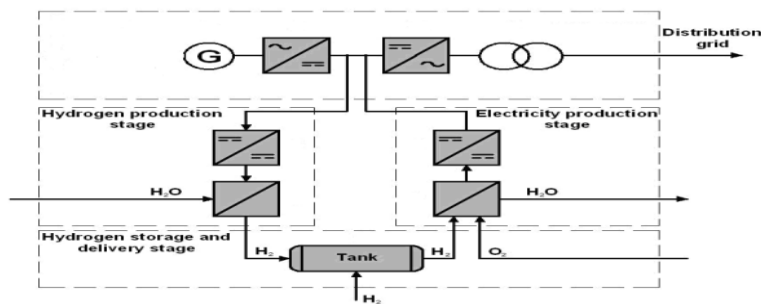 G
Distribution
grid
Hydrogen production
stage
Electricity production
stage
H₂O
H₂O
Hydrogen storage and
delivery stage
H₂
Tank
H₂
O₂
H₂